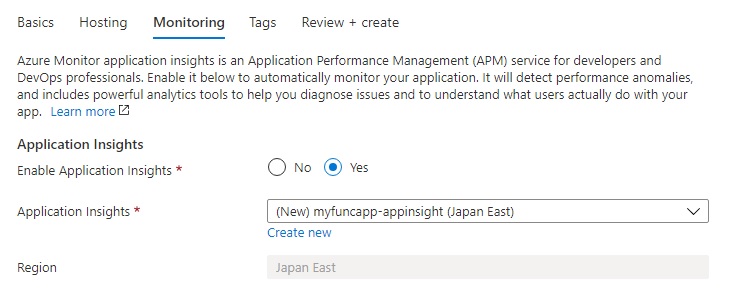 Basics Hosting Monitoring Tags Review + create
Azure Monitor application insights is an Application Performance Management (APM) service for developers and
DevOps professionals. Enable it below to automatically monitor your application. It will detect performance anomalies,
and includes powerful analytics tools to help you diagnose issues and to understand what users actually do with your
app. Learn more
Application Insights
Enable Application Insights * No Yes
Application Insights * (New) myfuncapp-appinsight (Japan East)
Create new
Region Japan East